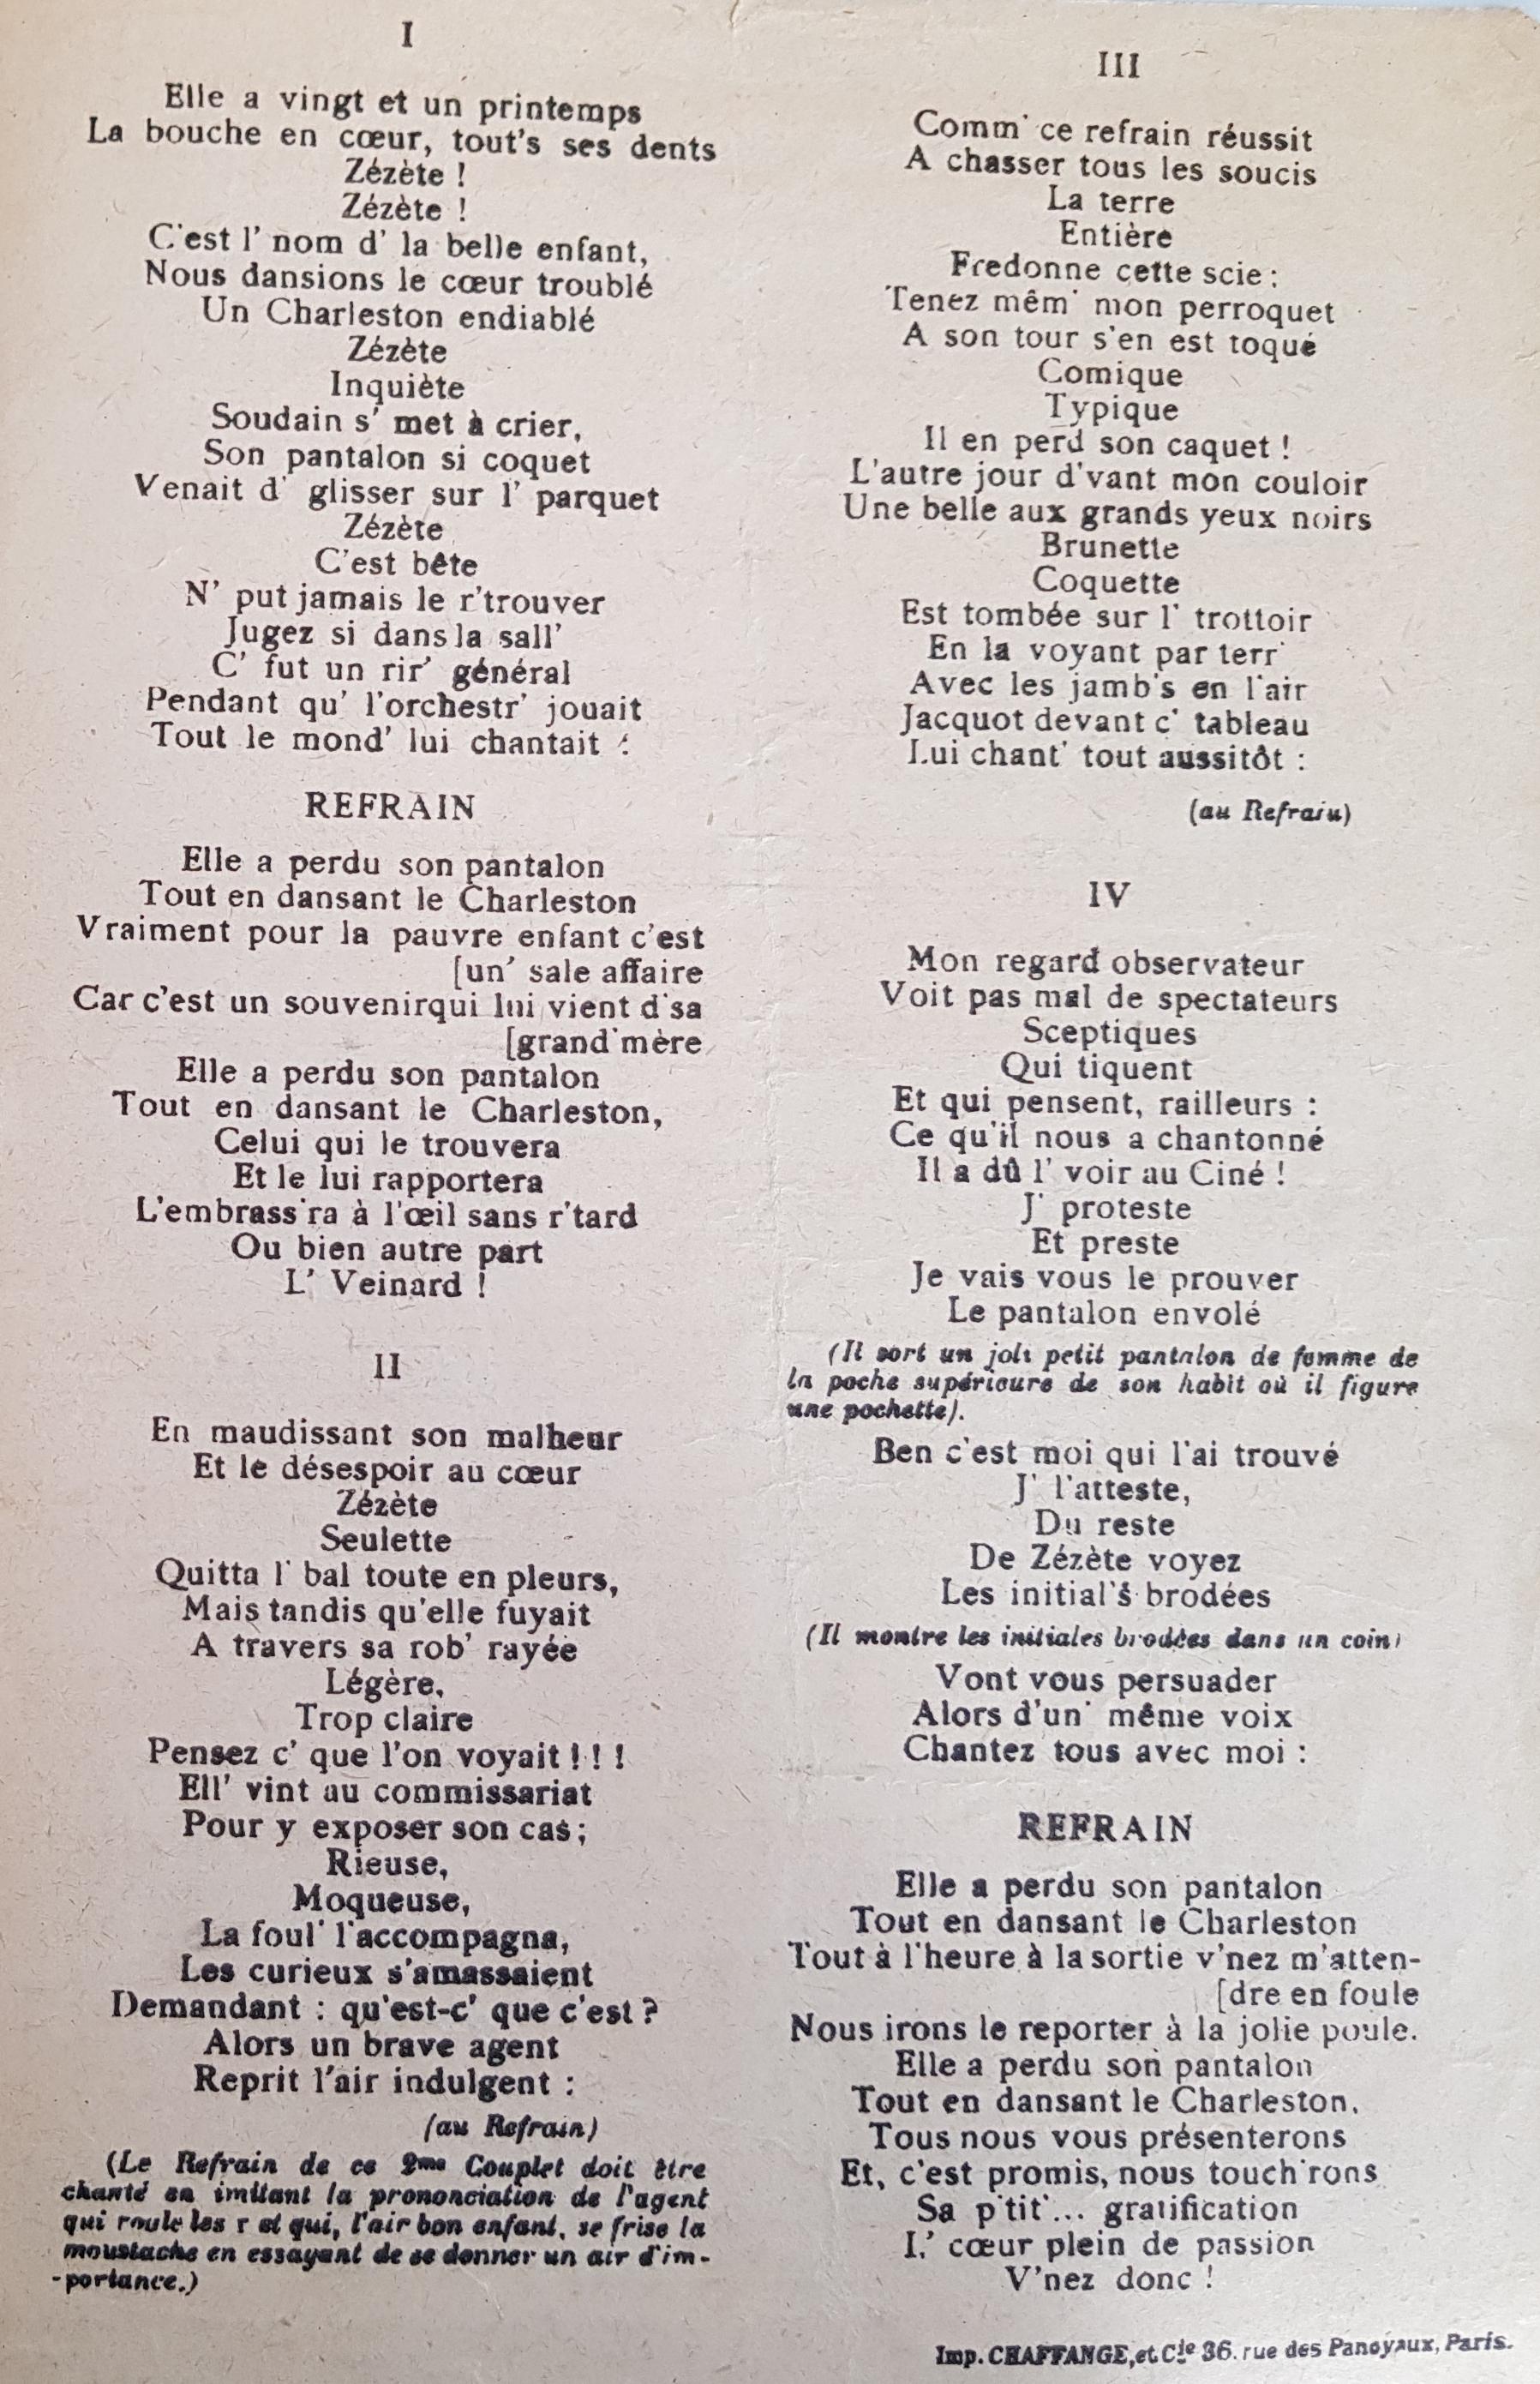 I
Elle a vingt et un printemps
La bouche en cœur, tout's ses dents
Zézète !
Zézète !
C'est l' nom d' la belle enfant,
Nous dansions le cœur troublé
Un Charleston endiablé
Zézète
Inquiète
Soudain s' met à crier,
Son pantalon si coquet
Venait d' glisser sur l' parquet
Zézète
C'est bête
N' put jamais le r'trouver
Jugez si dans la sall'
C' fut un rir' général
Pendant qu' l'orchestr' jouait
Tout le mond' lui chantait :
REFRAIN
Elle a perdu son pantalon
Tout en dansant le Charleston
Vraiment pour la pauvre enfant c'est
[un' sale affaire
Car c'est un souvenirqui lui vient d'sa
[grand'mère
Elle a perdu son pantalon
Tout en dansant le Charleston,
Celui qui le trouvera
Et le lui rapportera
L'embrass'ra à l'œil sans r'tard
Ou bien autre part
L' Veinard !
II
En maudissant son malheur
Et le désespoir au cœur
Zézète
Seulette
Quitta l' bal toute en pleurs,
Mais tandis qu'elle fuyait
A travers sa rob' rayée
Légère,
Trop claire
Pensez c' que l'on voyait ! ! !
Ell' vint au commissariat
Pour y exposer son cas ;
Rieuse,
Moqueuse,
La foul' l'accompagna,
Les curieux s'amassaient
Demandant : qu'est-c' que c'est ?
Alors un brave agent
Reprit l'air indulgent :
(au Refrain)
(Le Refrain de ce 2me Couplet doit être
chanté en imitant la prononciation de l'agent
qui roule les r et qui, l'air bon enfant, se frise la
moustache en essayant de se donner un air d'im-
-portance.)
III
Comm' ce refrain réussit
A chasser tous les soucis
La terre
Entière
Fredonne cette scie :
Tenez mêm' mon perroquet
A son tour s'en est toqué
Comique
Typique
Il en perd son caquet !
L'autre jour d'vant mon couloir
Une belle aux grands yeux noirs
Brunette
Coquette
Est tombée sur l' trottoir
En la voyant par terr'
Avec les jamb's en l'air
Jacquot devant c' tableau
Lui chant' tout aussitôt :
(au Refrain)
IV
Mon regard observateur
Voit pas mal de spectateurs
Sceptiques
Qui tiquent
Et qui pensent, railleurs :
Ce qu'il nous a chantonné
Il a dû l' voir au Ciné !
J' proteste
Et preste
Je vais vous le prouver
Le pantalon envolé
(Il sort un joli petit pantalon de femme de
la poche supérieure de son habit où il figure
une pochette).
Ben c'est moi qui l'ai trouvé
J' l'atteste,
Du reste
De Zézète voyez
Les initial's brodées
(Il montre les initiales brodées dans un coin)
Vont vous persuader
Alors d'un' même voix
Chantez tous avec moi :
REFRAIN
Elle a perdu son pantalon
Tout en dansant le Charleston
Tout à l'heure à la sortie v'nez m'atten-
[dre en foule
Nous irons le reporter à la jolie poule.
Elle a perdu son pantalon
Tout en dansant le Charleston,
Tous nous vous présenterons
Et, c'est promis, nous touch'rons
Sa p'tit'... gratification
L' cœur plein de passion
V'nez donc !
Imp. CHAFFANGE, et Cie 36. rue des Panoyaux, Paris.